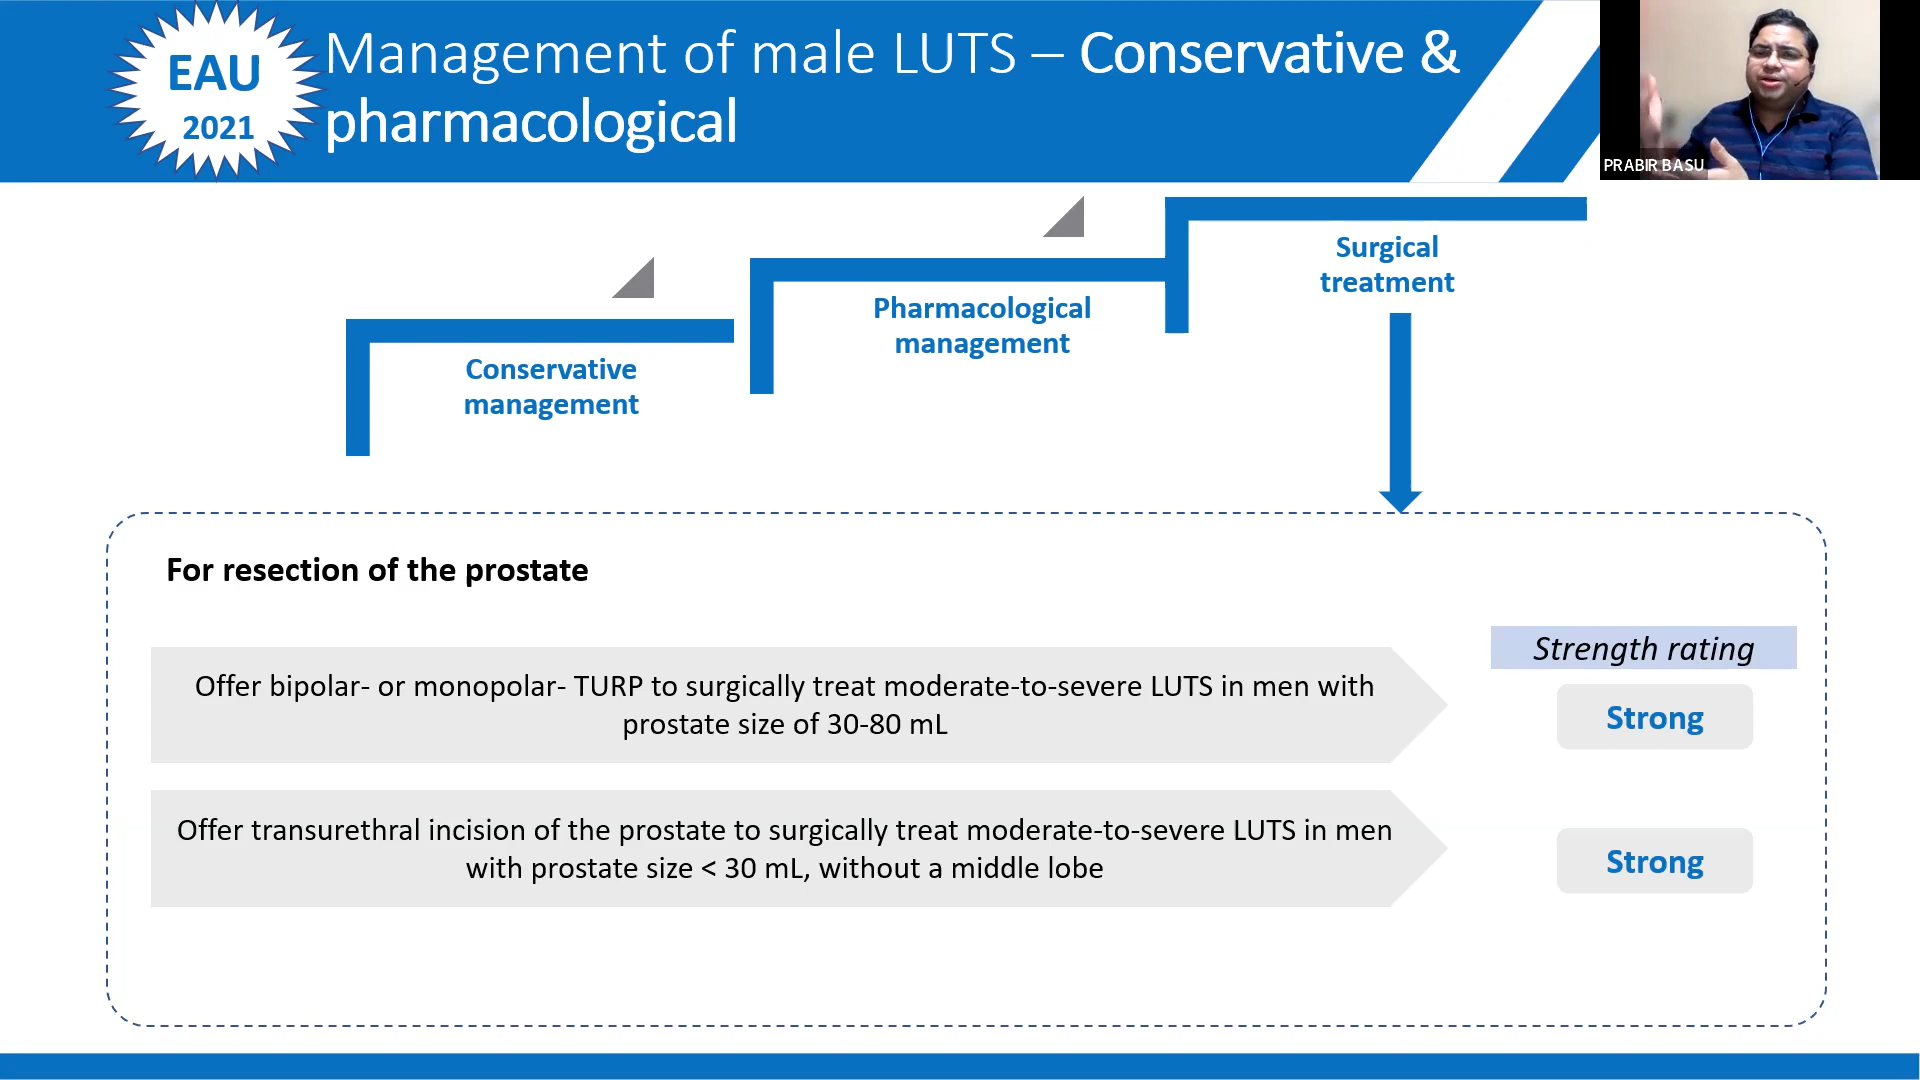 EAU
2021
Management of male LUTS – Conservative &
pharmacological
PRABIR BASU
Surgical
treatment
Pharmacological
management
Conservative
management
For resection of the prostate
Strength rating
Offer bipolar- or monopolar- TURP to surgically treat moderate-to-severe LUTS in men with
prostate size of 30-80 mL
Strong
Offer transurethral incision of the prostate to surgically treat moderate-to-severe LUTS in men
with prostate size < 30 mL, without a middle lobe
Strong